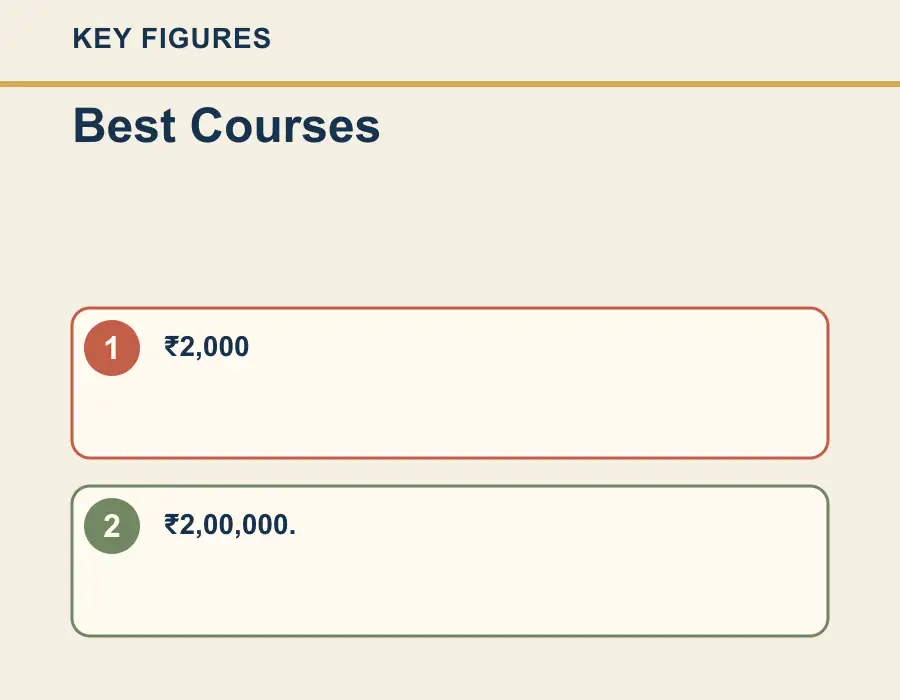 KEY FIGURES
Best Courses
1
₹2,000
2
₹2,00,000.